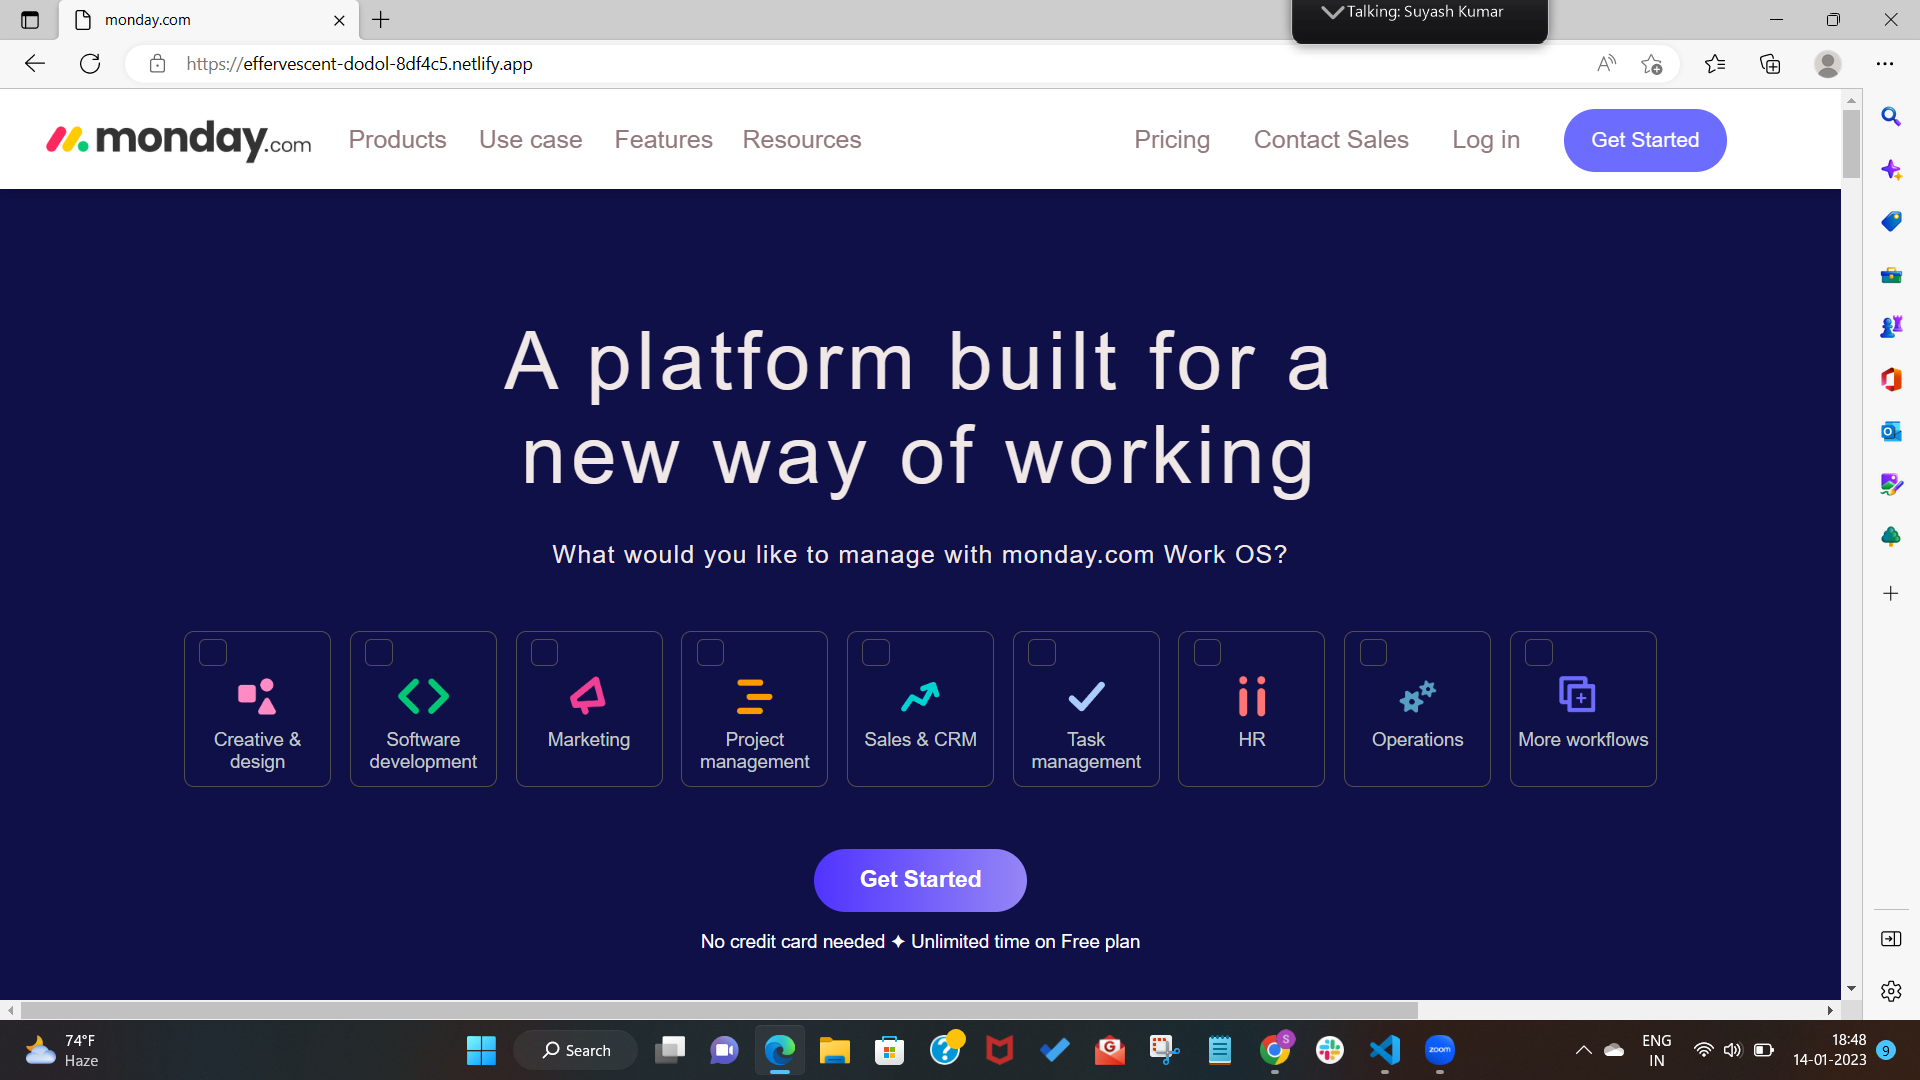 monday.com
Talking: Suyash Kumar
https://effervescent-dodol-8df4c5.netlify.app
monday.com Products Use case Features Resources Pricing Contact Sales Log in Get Started
A platform built for a
new way of working
What would you like to manage with monday.com Work OS?
Creative &
design
Software
development
Marketing
Project
management
Sales & CRM
Task
management
HR
Operations
More workflows
Get Started
No credit card needed ✦ Unlimited time on Free plan
74°F
Haze
Search
zoom
ENG
IN
18:48
14-01-2023
9